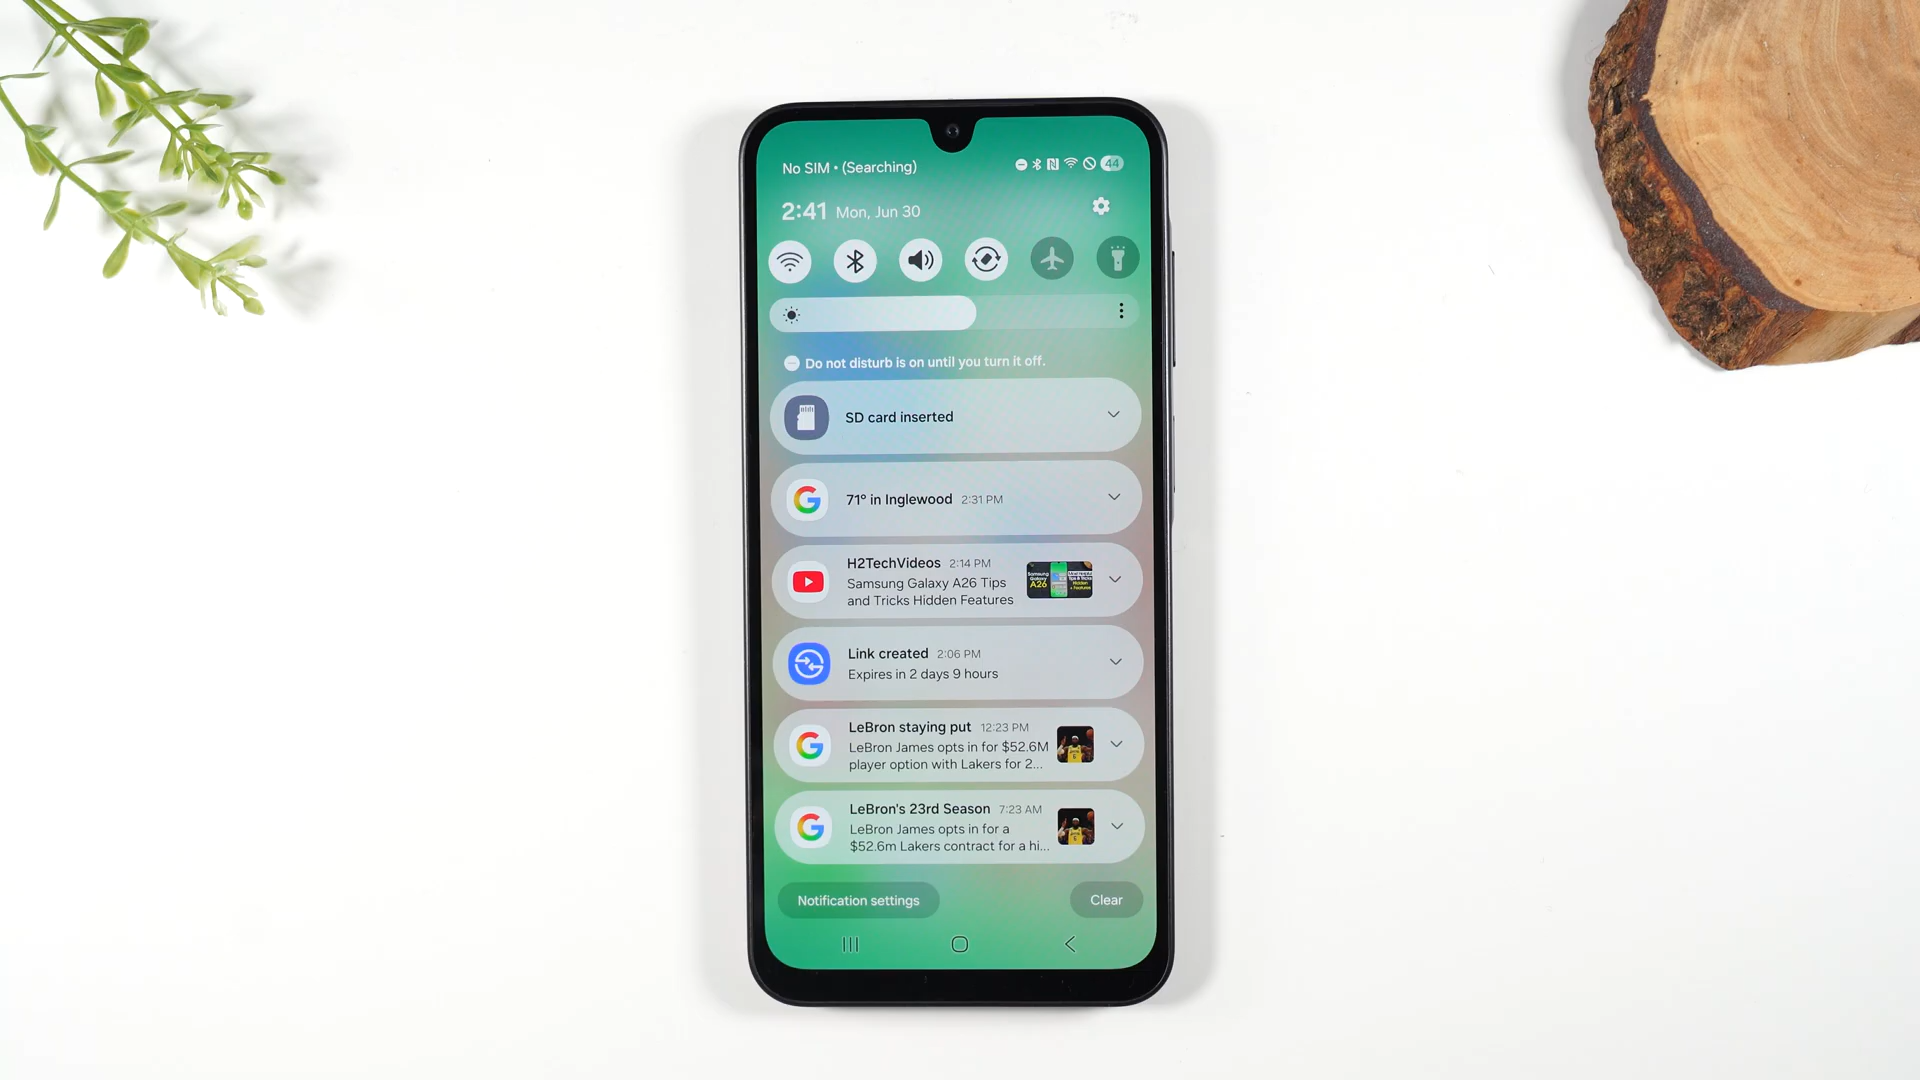 No SIM • (Searching)
44
2:41 Mon, Jun 30
Do not disturb is on until you turn it off.
SD card inserted
71° in Inglewood 2:31 PM
H2TechVideos 2:14 PM
Samsung Galaxy A26 Tips
and Tricks Hidden Features
Samsung
Galaxy
A26
Link created 2:06 PM
Expires in 2 days 9 hours
LeBron staying put 12:23 PM
LeBron James opts in for $52.6M
player option with Lakers for 2...
LeBron's 23rd Season 7:23 AM
LeBron James opts in for a
$52.6m Lakers contract for a hi...
Notification settings
Clear